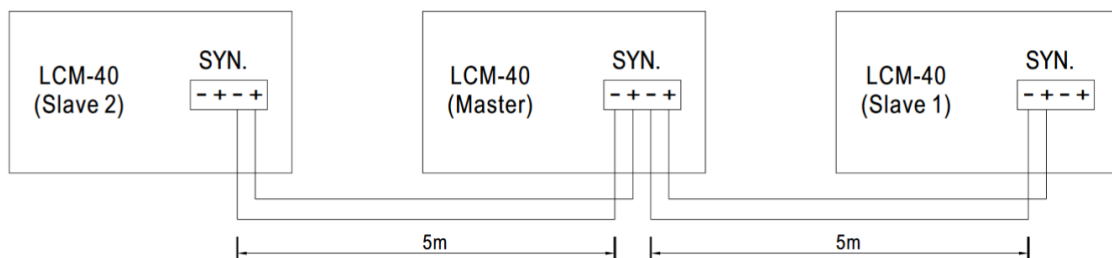 LCM-40
(Slave 2)
SYN.
- + - +
LCM-40
(Master)
SYN.
- + - +
LCM-40
(Slave 1)
SYN.
- + - +
5m
5m